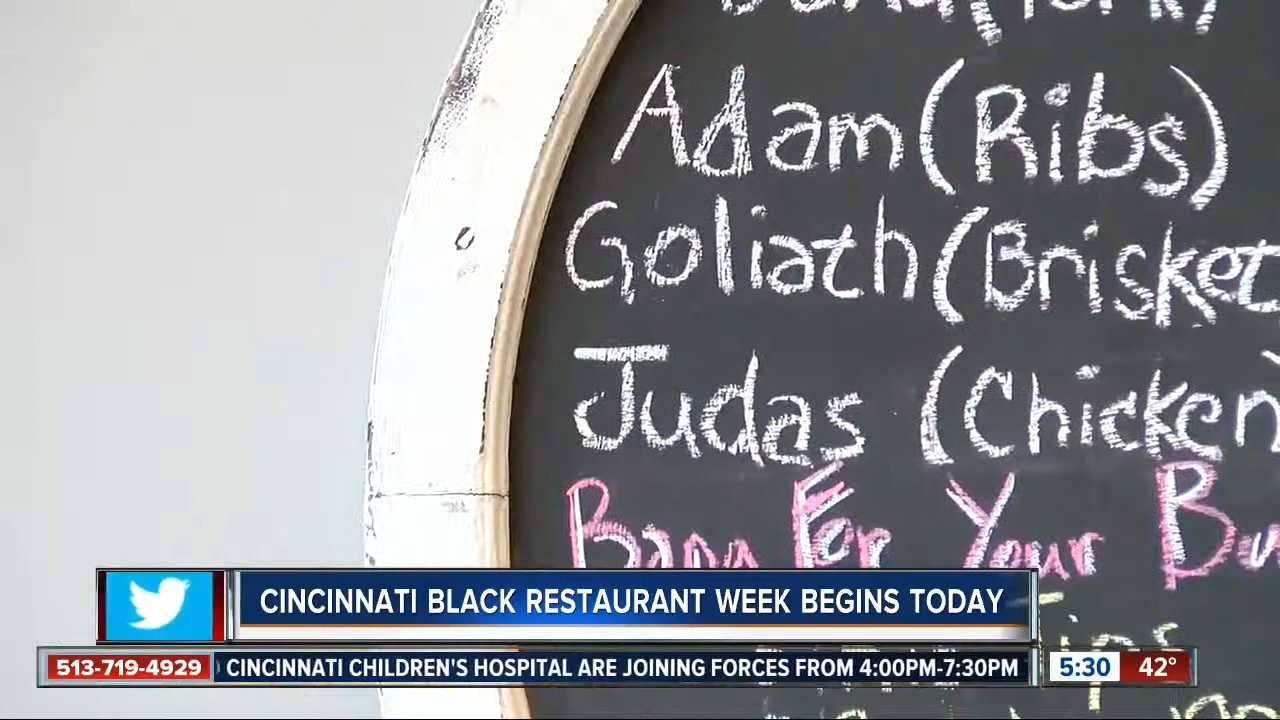 Adam (Ribs)
Goliath (Brisket
Judas (Chicken)
Bang For Your
CINCINNATI BLACK RESTAURANT WEEK BEGINS TODAY
513-719-4929 CINCINNATI CHILDREN'S HOSPITAL ARE JOINING FORCES FROM 4:00PM-7:30PM 5:30 42°